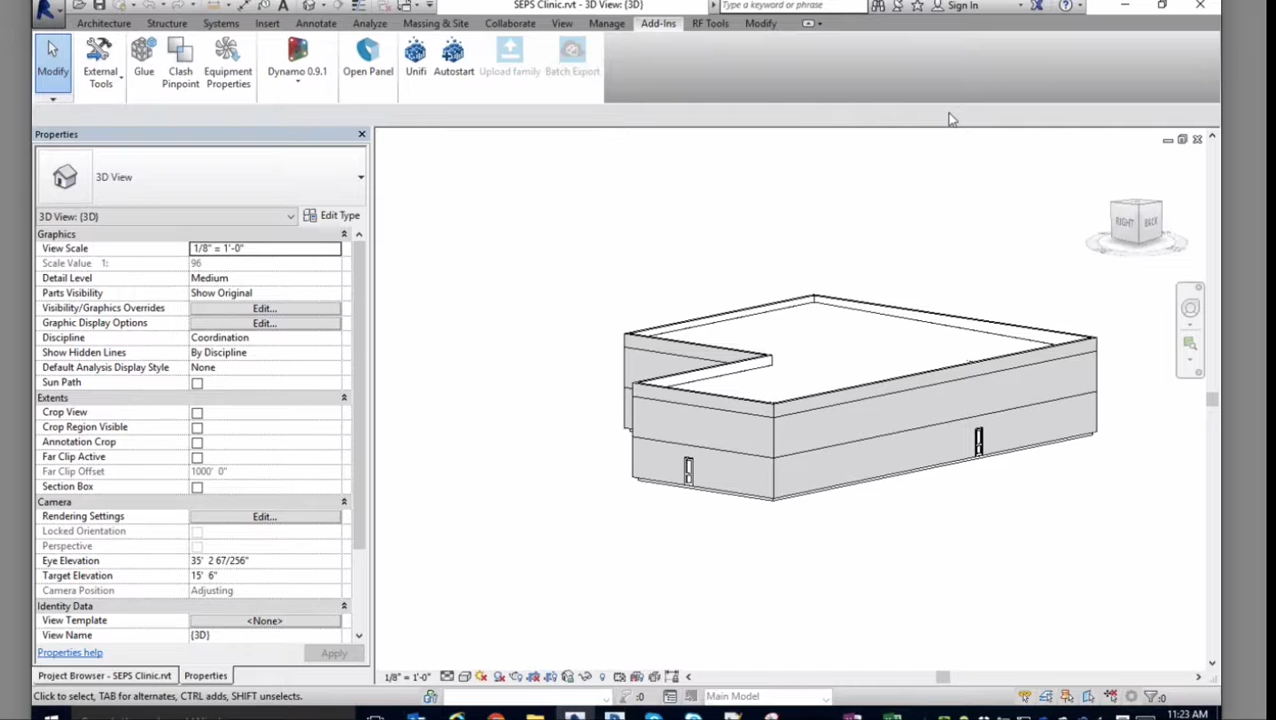 SEPS Clinic.rvt - 3D View: {3D}
Type a keyword or phrase
Sign In
Architecture Structure Systems Insert Annotate Analyze Massing & Site Collaborate View Manage Add-Ins RF Tools Modify
Modify
External Tools
Glue
Clash Pinpoint
Equipment Properties
Dynamo 0.9.1
Open Panel
Unifi
Autostart
Upload family
Batch Export
Properties
3D View
3D View: {3D}
Edit Type
Graphics
View Scale 1/8" = 1'-0"
Scale Value 1: 96
Detail Level Medium
Parts Visibility Show Original
Visibility/Graphics Overrides Edit...
Graphic Display Options Edit...
Discipline Coordination
Show Hidden Lines By Discipline
Default Analysis Display Style None
Sun Path
Extents
Crop View
Crop Region Visible
Annotation Crop
Far Clip Active
Far Clip Offset 1000' 0"
Section Box
Camera
Rendering Settings Edit...
Locked Orientation
Perspective
Eye Elevation 35' 2 67/256"
Target Elevation 15' 6"
Camera Position Adjusting
Identity Data
View Template <None>
View Name {3D}
Properties help
Apply
RIGHT BACK
Project Browser - SEPS Clinic.rvt Properties
1/8" = 1'-0"
Click to select, TAB for alternates, CTRL adds, SHIFT unselects.
:0
Main Model
:0
11:23 AM